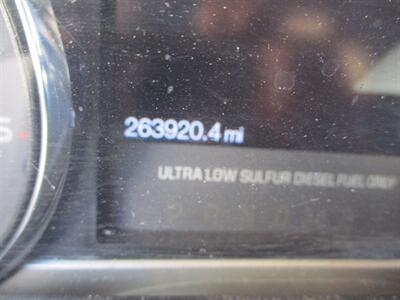 263920.4 mi
ULTRA LOW SULFUR DIESEL FUEL ONLY